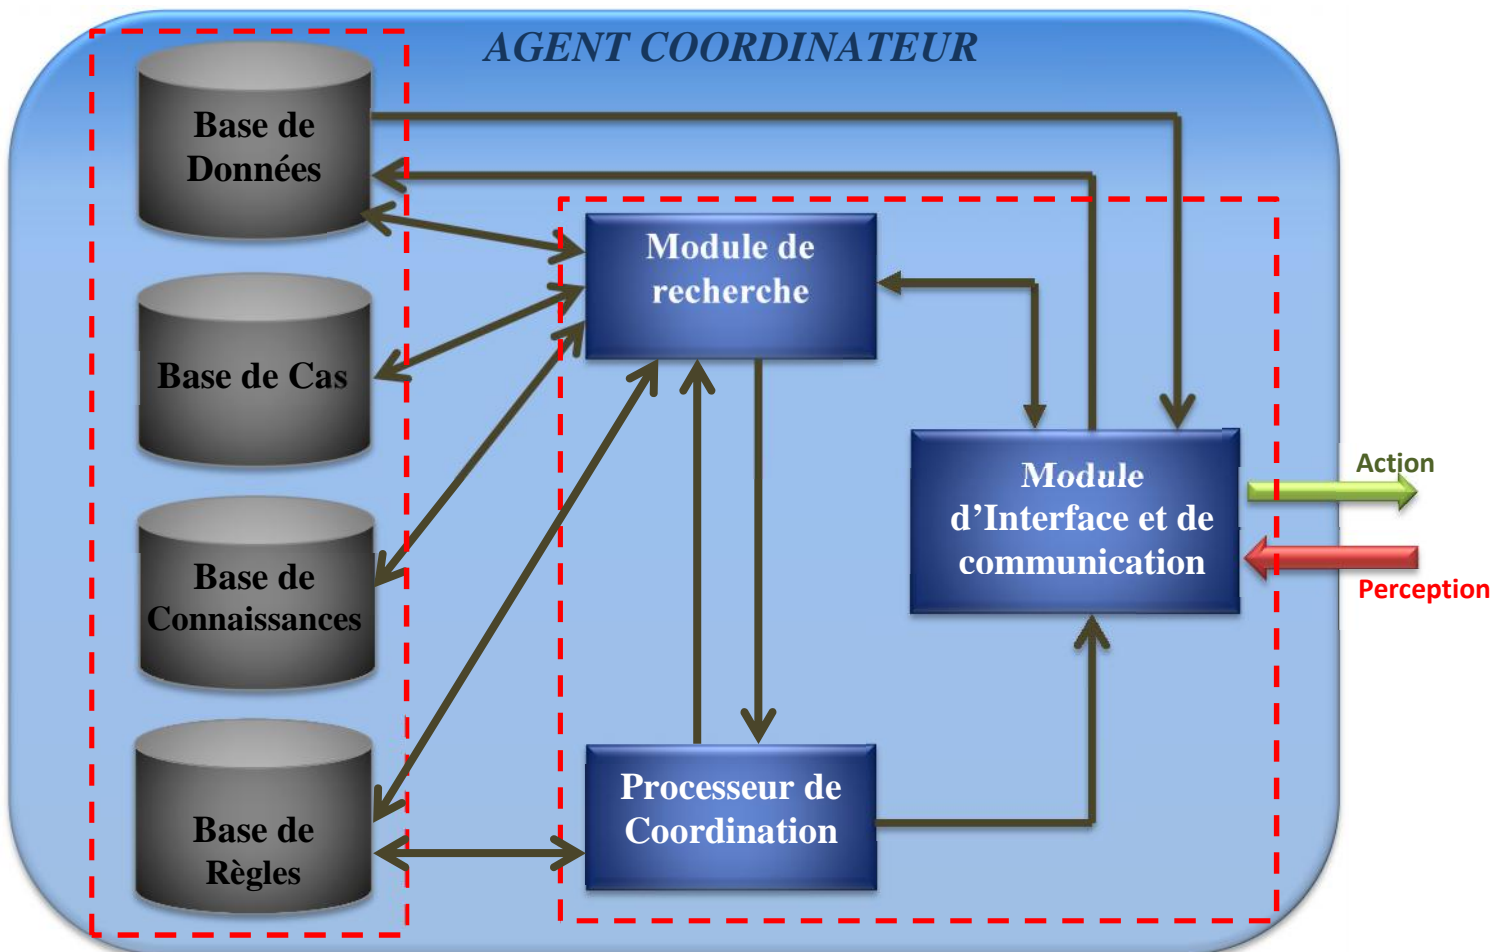 AGENT COORDINATEUR
Base de
Données
Module de
recherche
Base de Cas
Module
d’Interface et de
communication
Action
Perception
Base de
Connaissances
Processeur de
Coordination
Base de
Règles